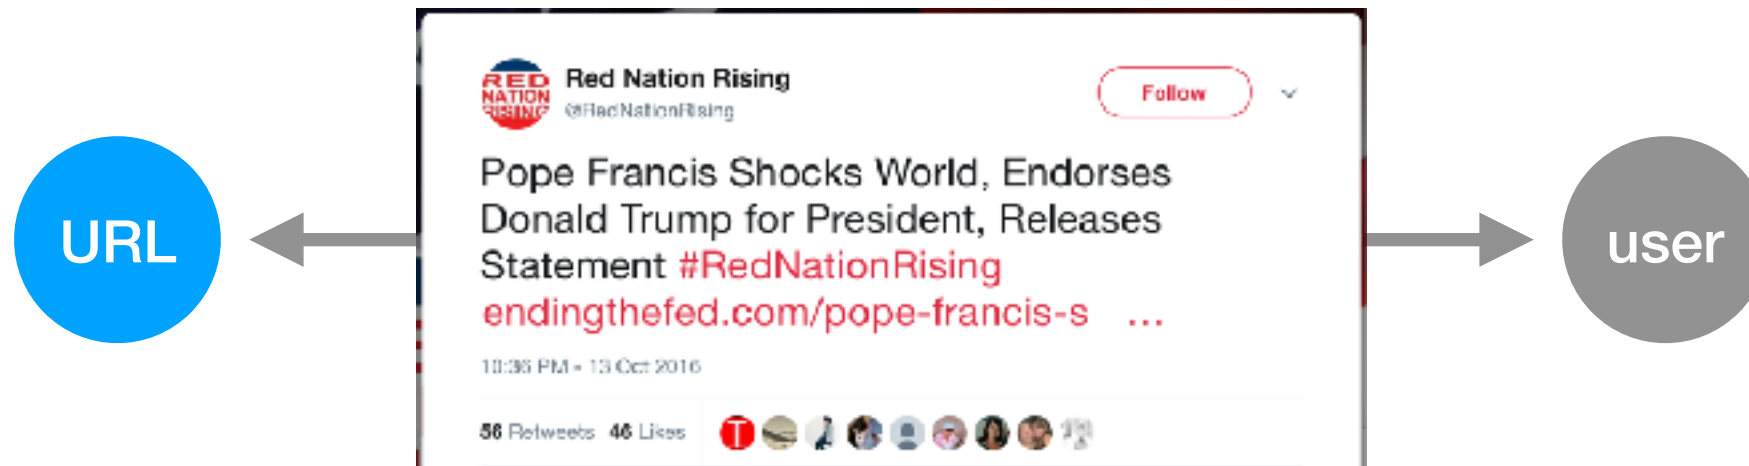 RED
NATION
RISING
Red Nation Rising
@RedNationRising
Follow
Pope Francis Shocks World, Endorses
Donald Trump for President, Releases
Statement #RedNationRising
endingthefed.com/pope-francis-s ...
10:36 PM - 13 Oct 2016
56 Retweets 46 Likes
URL
user